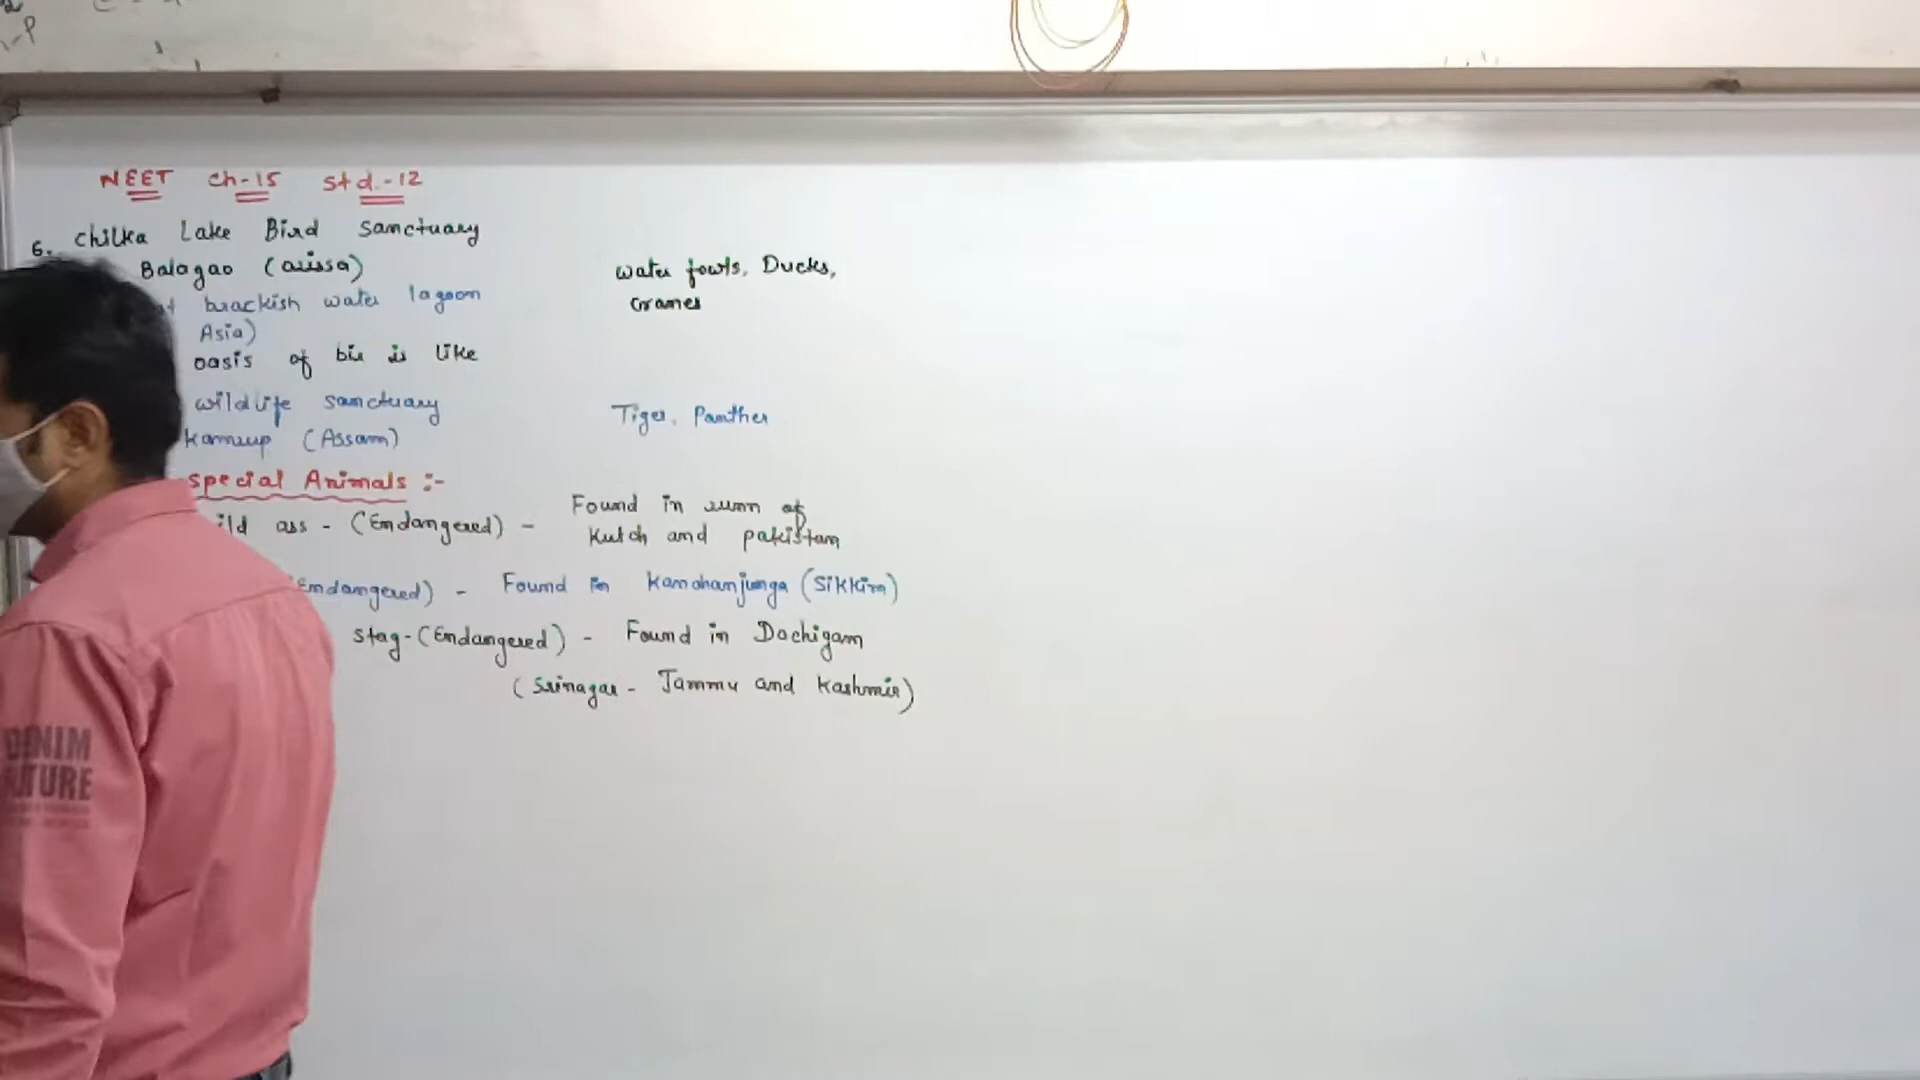 NEET ch-15 std.-12
6. Chilka Lake Bird Sanctuary
Balagao (orissa)
water fowls, Ducks,
cranes
brackish water lagoon
Asia)
oasis of bir is like
wildlife sanctuary
Tiger, Panther
kamrup (Assam)
special Animals :-
ild ass - (Endangered) -
Found in runn of
Kutch and pakistan
Endangered) - Found in Kanchanjunga (Sikkim)
stag-(Endangered) - Found in Dachigam
(Srinagar - Jammu and Kashmir)
DENIM
FUTURE